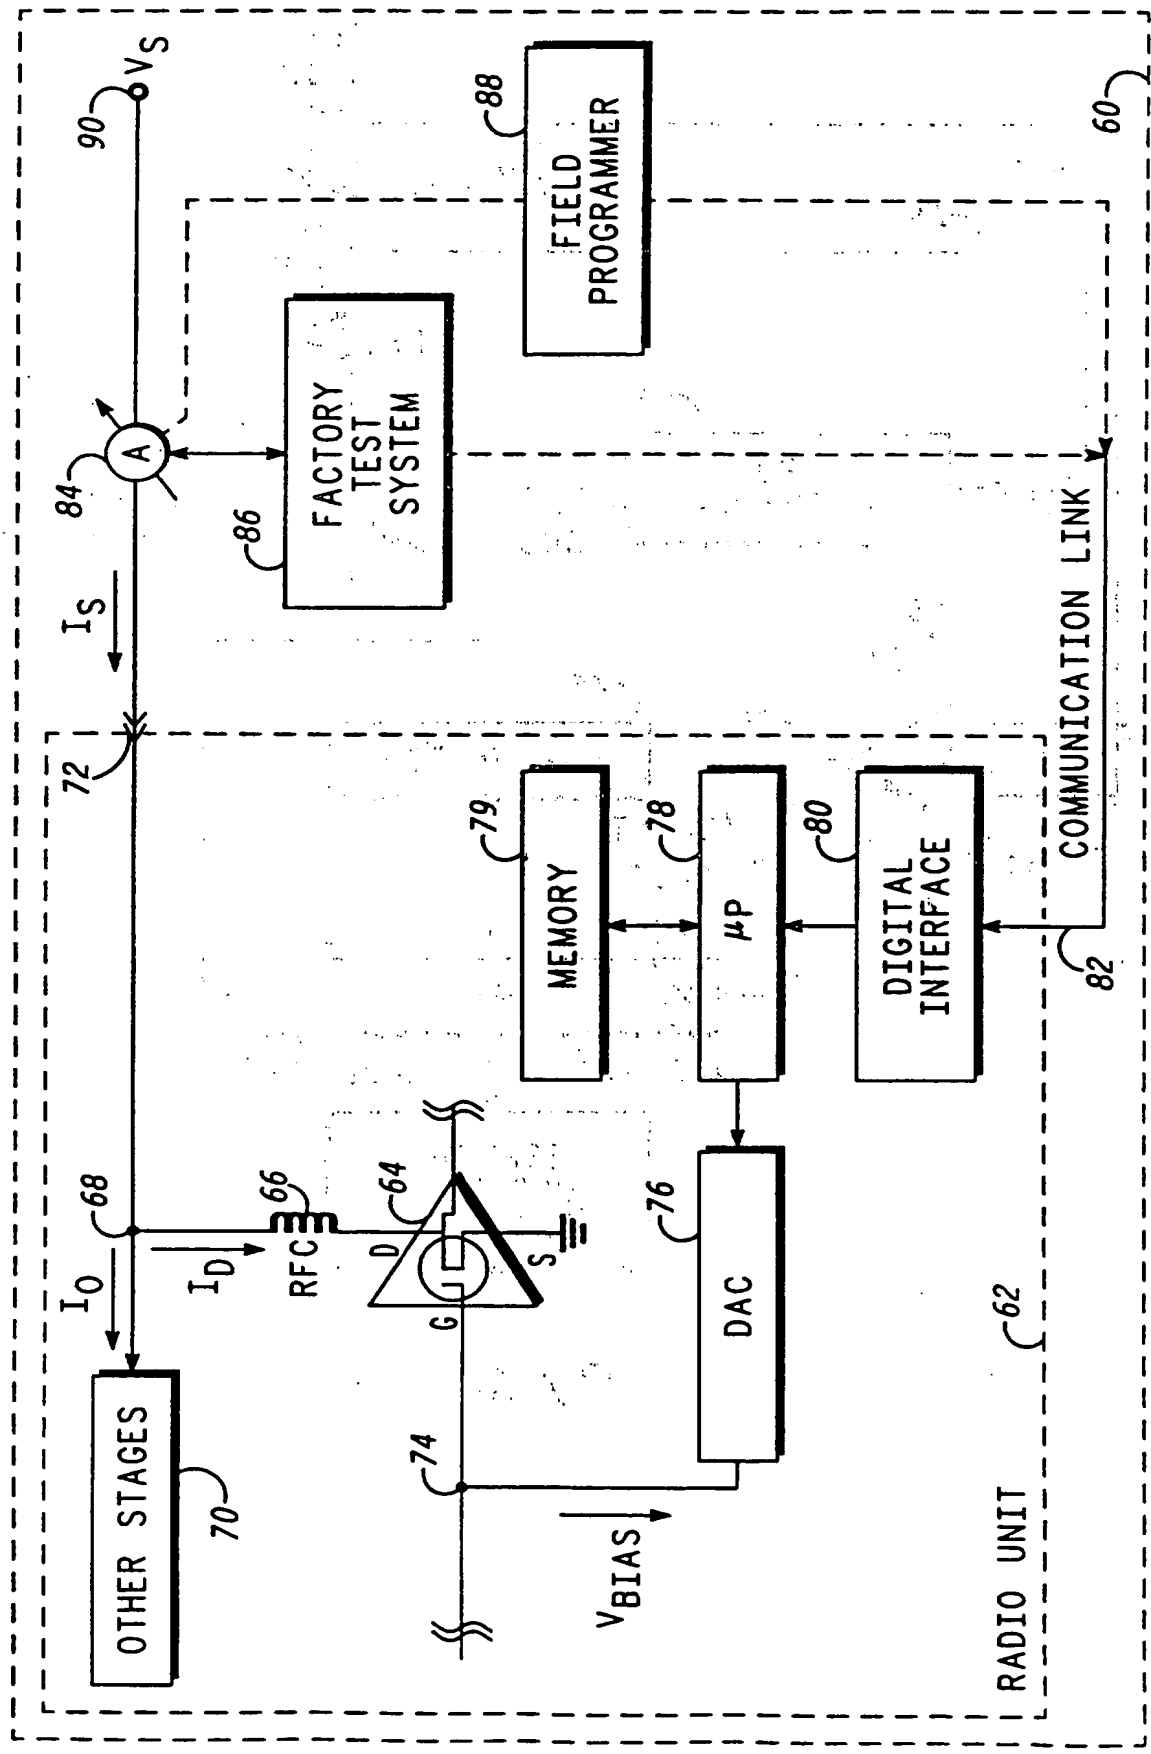 IO
68
72
IS
84
90
VS
OTHER STAGES
A
70
ID
RFC
66
86
FACTORY
TEST
SYSTEM
D
64
G
S
74
79
MEMORY
88
FIELD
PROGRAMMER
VBIAS
76
DAC
78
µP
80
DIGITAL
INTERFACE
62
RADIO UNIT
82
COMMUNICATION LINK
60